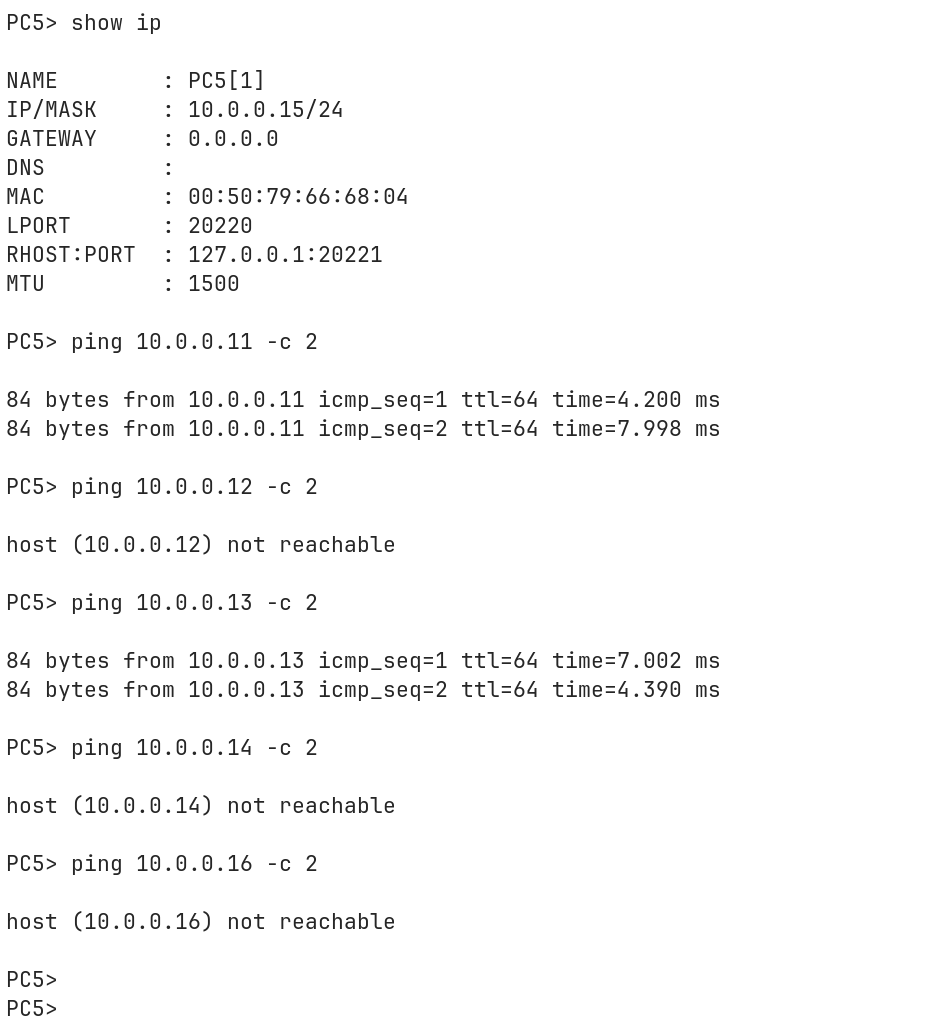 PC5> show ip
NAME : PC5[1]
IP/MASK : 10.0.0.15/24
GATEWAY : 0.0.0.0
DNS :
MAC : 00:50:79:66:68:04
LPORT : 20220
RHOST:PORT : 127.0.0.1:20221
MTU : 1500
PC5> ping 10.0.0.11 -c 2
84 bytes from 10.0.0.11 icmp_seq=1 ttl=64 time=4.200 ms
84 bytes from 10.0.0.11 icmp_seq=2 ttl=64 time=7.998 ms
PC5> ping 10.0.0.12 -c 2
host (10.0.0.12) not reachable
PC5> ping 10.0.0.13 -c 2
84 bytes from 10.0.0.13 icmp_seq=1 ttl=64 time=7.002 ms
84 bytes from 10.0.0.13 icmp_seq=2 ttl=64 time=4.390 ms
PC5> ping 10.0.0.14 -c 2
host (10.0.0.14) not reachable
PC5> ping 10.0.0.16 -c 2
host (10.0.0.16) not reachable
PC5>
PC5>